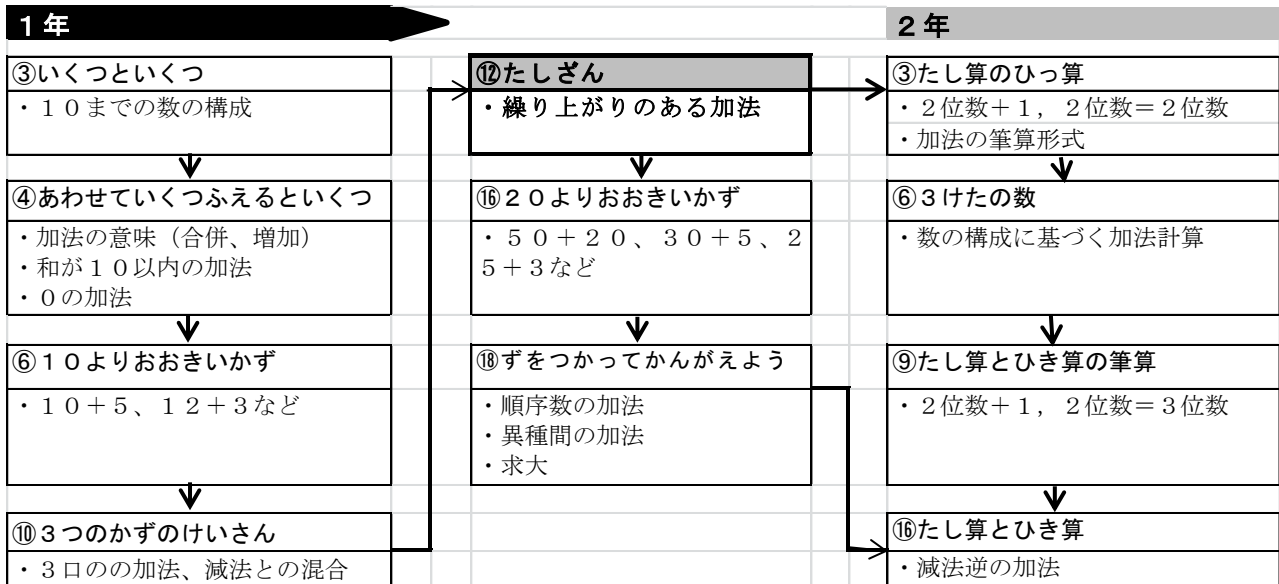 １年
２年
③いくつといくつ
・１０までの数の構成
④あわせていくつふえるといくつ
・加法の意味（合併、増加）
・和が１０以内の加法
・０の加法
⑥１０よりおおきいかず
・１０＋５、１２＋３など
⑩３つのかずのけいさん
・３口のの加法、減法との混合
⑫たしざん
・繰り上がりのある加法
⑯２０よりおおきいかず
・５０＋２０、３０＋５、２
５＋３など
⑱ずをつかってかんがえよう
・順序数の加法
・異種間の加法
・求大
③たし算のひっ算
・２位数＋１，２位数＝２位数
・加法の筆算形式
⑥３けたの数
・数の構成に基づく加法計算
⑨たし算とひき算の筆算
・２位数＋１，２位数＝３位数
⑯たし算とひき算
・減法逆の加法